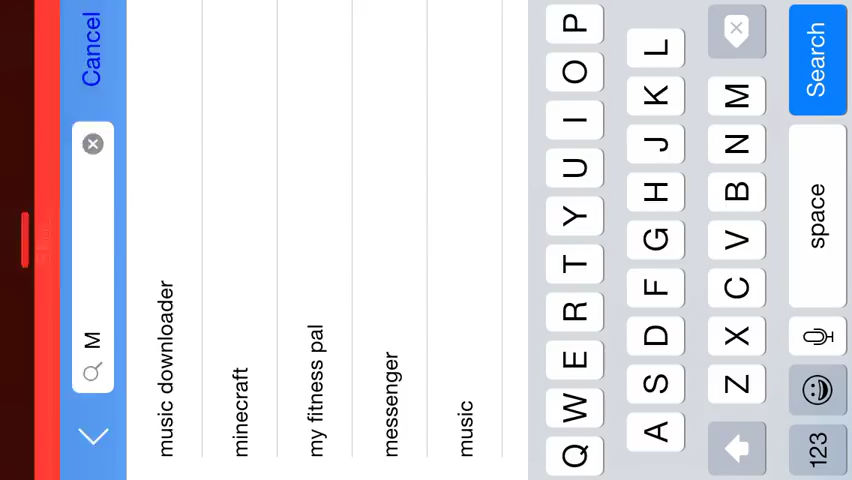 M
Cancel
music downloader
minecraft
my fitness pal
messenger
music
Q W E R T Y U I O P
A S D F G H J K L
Z X C V B N M
123
space
Search